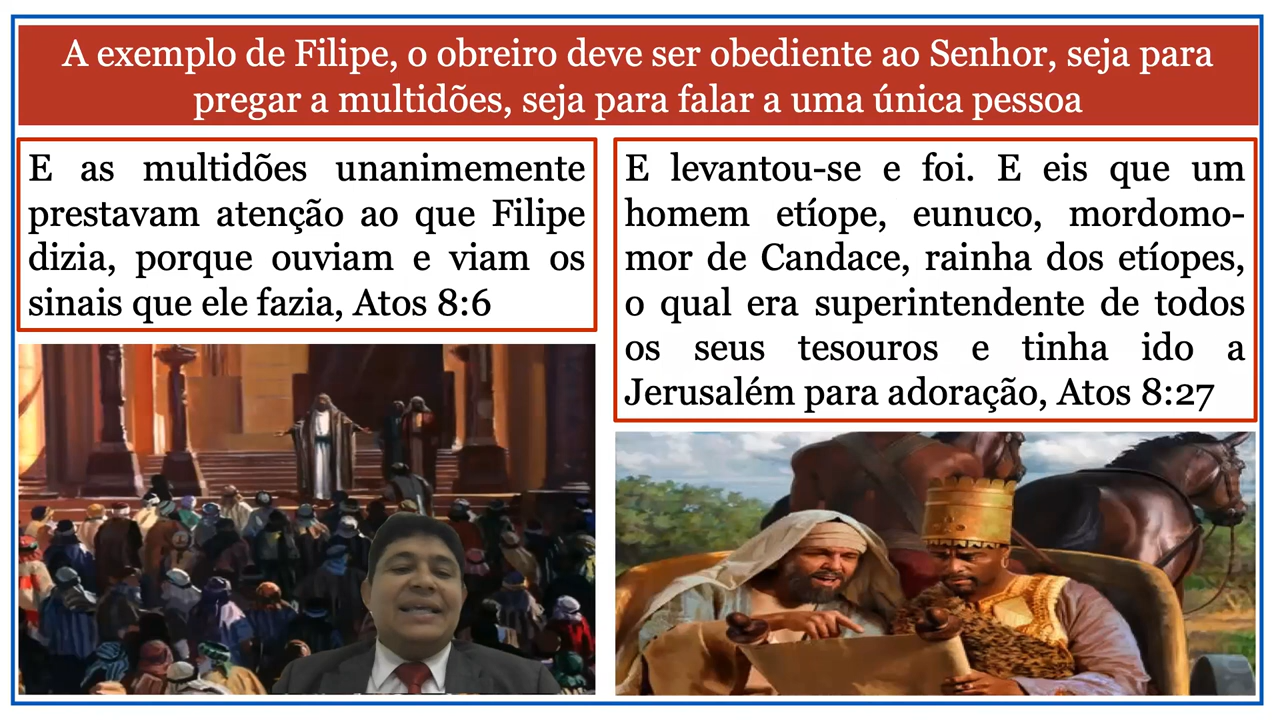 A exemplo de Filipe, o obreiro deve ser obediente ao Senhor, seja para
pregar a multidões, seja para falar a uma única pessoa
E as multidões unanimemente
prestavam atenção ao que Filipe
dizia, porque ouviam e viam os
sinais que ele fazia, Atos 8:6
E levantou-se e foi. E eis que um
homem etíope, eunuco, mordomo-
mor de Candace, rainha dos etíopes,
o qual era superintendente de todos
os seus tesouros e tinha ido a
Jerusalém para adoração, Atos 8:27